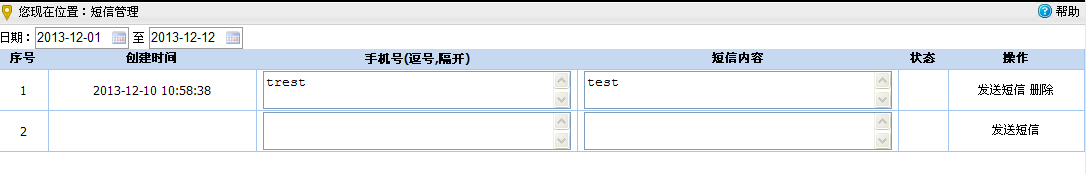 您现在位置：短信管理 帮助
日期： 2013-12-01 至 2013-12-12
序号 创建时间 手机号(逗号,隔开) 短信内容 状态 操作
1 2013-12-10 10:58:38 trest test 发送短信 删除
2 发送短信